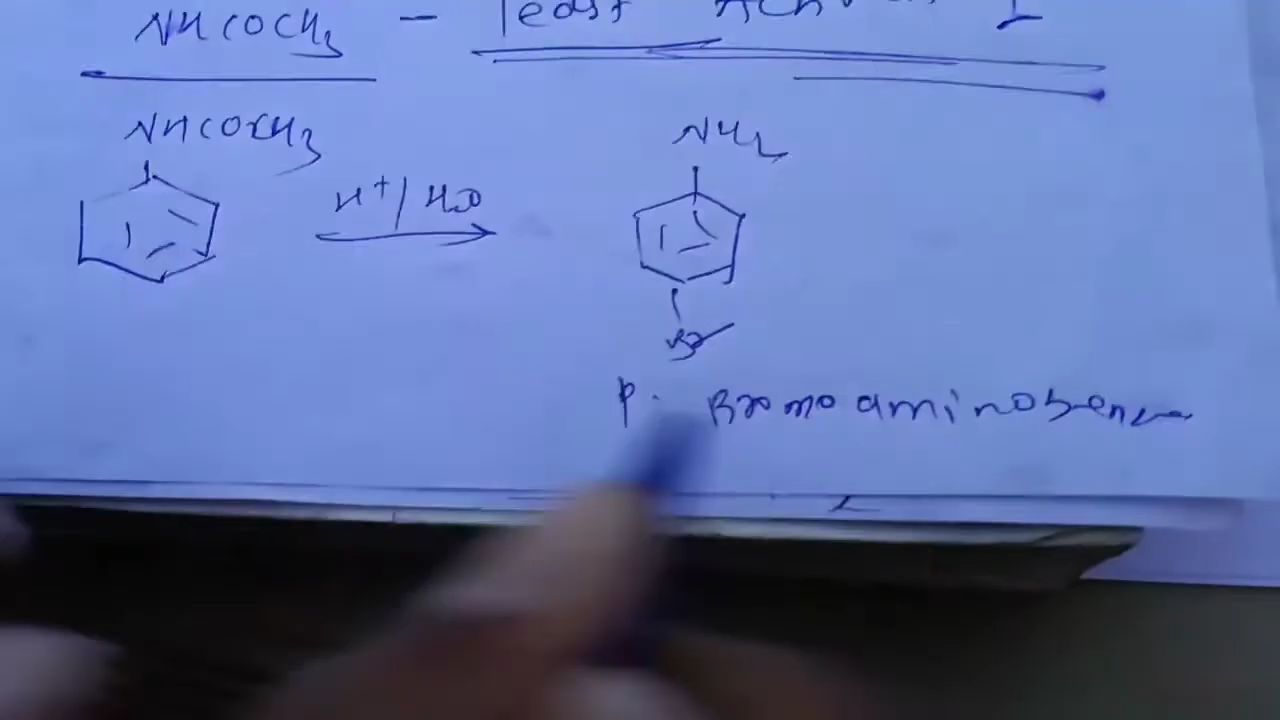 NHCOCH3 - least
NHCOCH3
H+/H2O
NH2
Br
P. Bromo aminobenzene